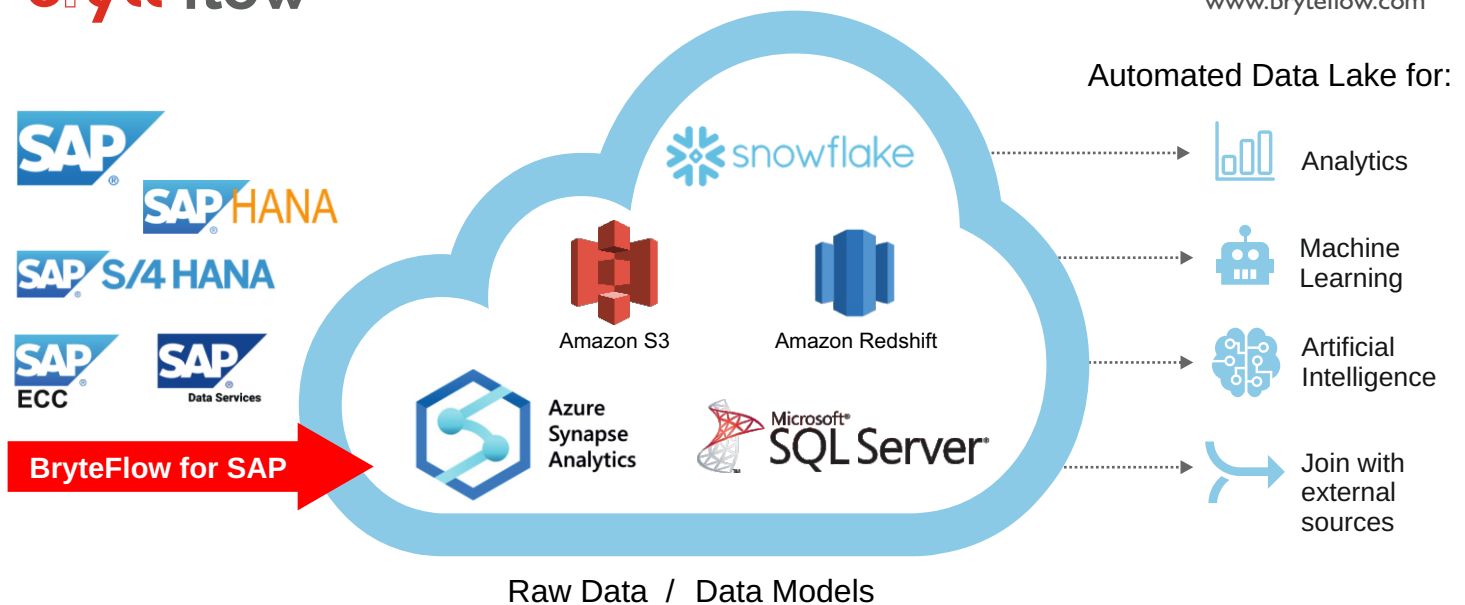 flow
www.bryteflow.com
Automated Data Lake for:
SAP®
SAP® HANA
SAP® S/4 HANA
SAP®
ECC
SAP®
Data Services
BryteFlow for SAP
snowflake
Amazon S3
Amazon Redshift
Azure
Synapse
Analytics
Microsoft®
SQL Server®
™
Analytics
Machine
Learning
Artificial
Intelligence
Join with
external
sources
Raw Data / Data Models